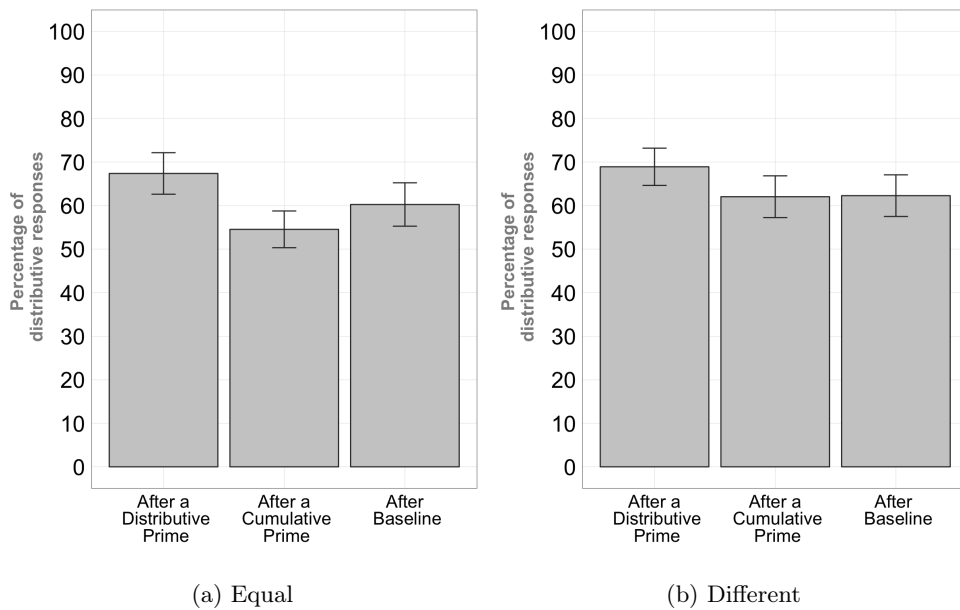 100
90
80
70
60
50
40
30
20
10
0
Percentage of
distributive responses
After a
Distributive
Prime
After a
Cumulative
Prime
After
Baseline
(a) Equal
100
90
80
70
60
50
40
30
20
10
0
Percentage of
distributive responses
After a
Distributive
Prime
After a
Cumulative
Prime
After
Baseline
(b) Different